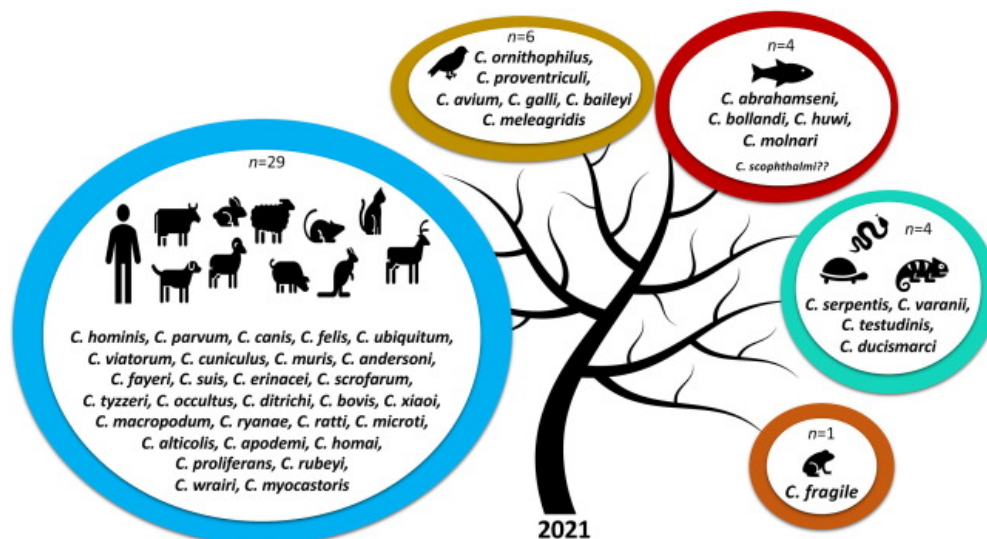 n=6
C. ornithophilus,
C. proventriculi,
C. avium, C. galli, C. baileyi
C. meleagridis
n=4
C. abrahamseni,
C. bollandi, C. huwi,
C. molnari
C. scophthalmi??
n=29
C. hominis, C. parvum, C. canis, C. felis, C. ubiquitum,
C. viatorum, C. cuniculus, C. muris, C. andersoni,
C. fayeri, C. suis, C. erinacei, C. scrofarum,
C. tyzzeri, C. occultus, C. ditrichi, C. bovis, C. xiaoi,
C. macropodum, C. ryanae, C. ratti, C. microti,
C. alticolis, C. apodemi, C. homai,
C. proliferans, C. rubeyi,
C. wrairi, C. myocastoris
n=4
C. serpentis, C. varanii,
C. testudinis,
C. ducismarci
n=1
C. fragile
2021